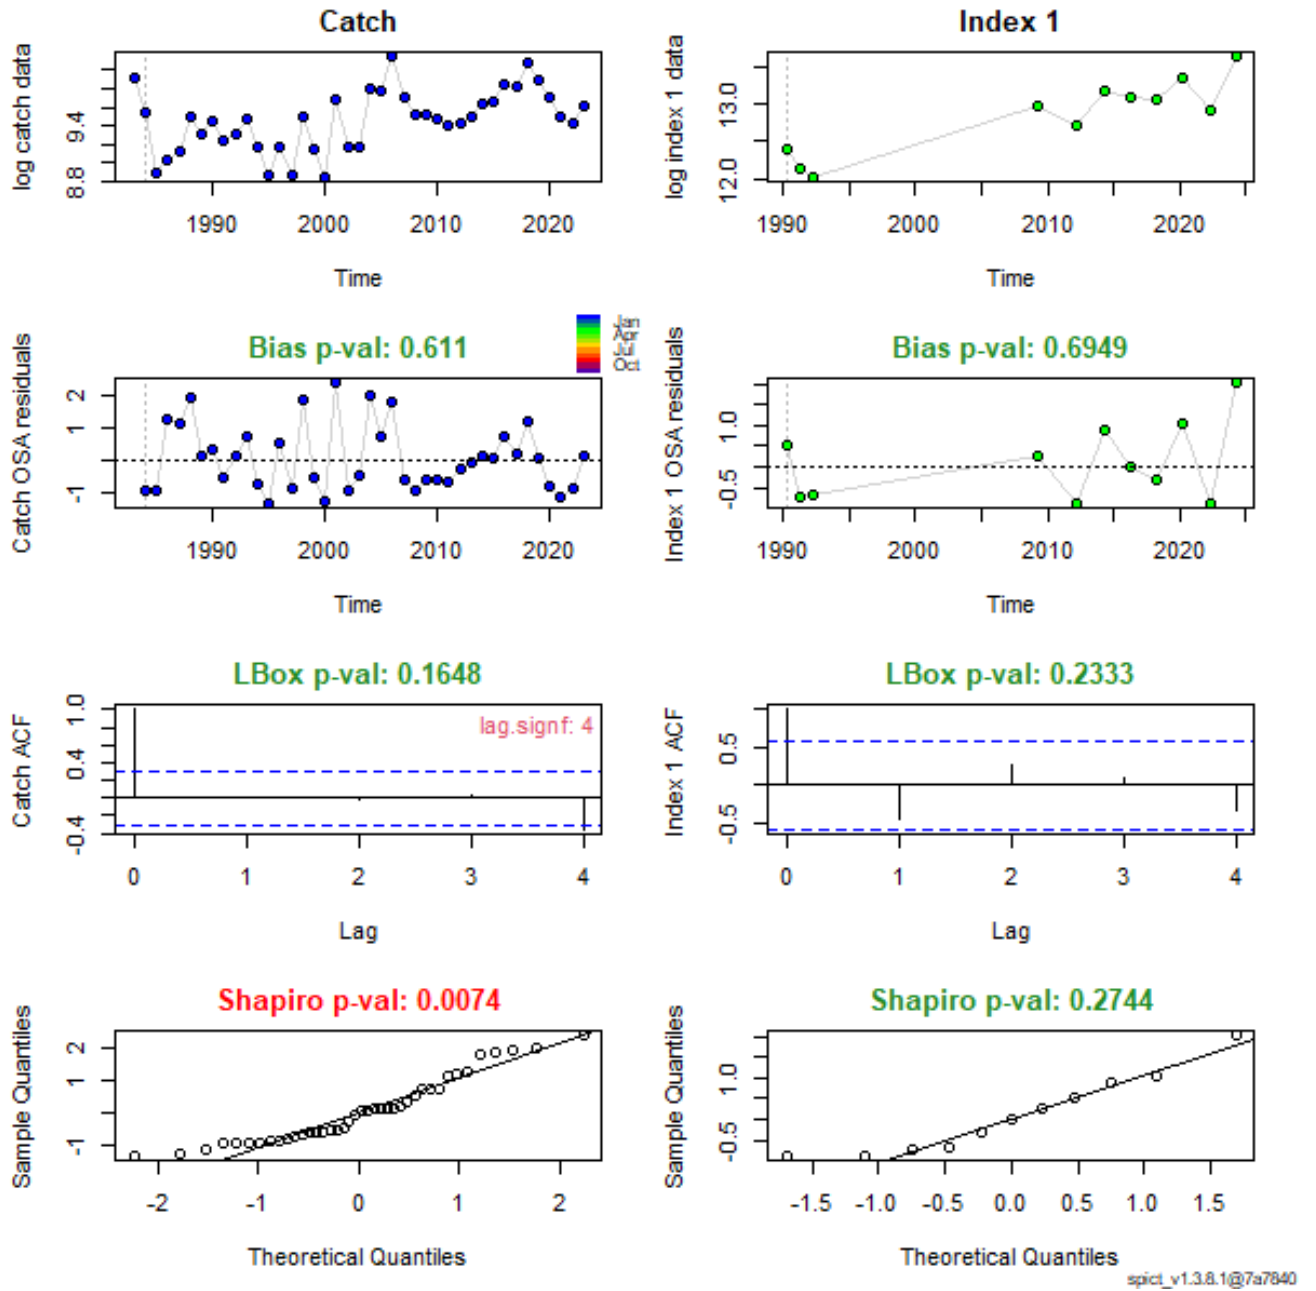 Catch
log catch data
8.8
9.4
1990
2000
2010
2020
Time
Index 1
log index 1 data
12.0
13.0
1990
2000
2010
2020
Time
Bias p-val: 0.611
Jan
Apr
Jul
Oct
Catch OSA residuals
-1
1
2
1990
2000
2010
2020
Time
Bias p-val: 0.6949
Index 1 OSA residuals
-0.5
1.0
1990
2000
2010
2020
Time
LBox p-val: 0.1648
lag.signf: 4
Catch ACF
-0.4
0.4
1.0
0
1
2
3
4
Lag
LBox p-val: 0.2333
Index 1 ACF
-0.5
0.5
0
1
2
3
4
Lag
Shapiro p-val: 0.0074
Sample Quantiles
-1
1
2
-2
-1
0
1
2
Theoretical Quantiles
Shapiro p-val: 0.2744
Sample Quantiles
-0.5
1.0
-1.5
-1.0
-0.5
0.0
0.5
1.0
1.5
Theoretical Quantiles
spict_v1.3.8.1@7a7840